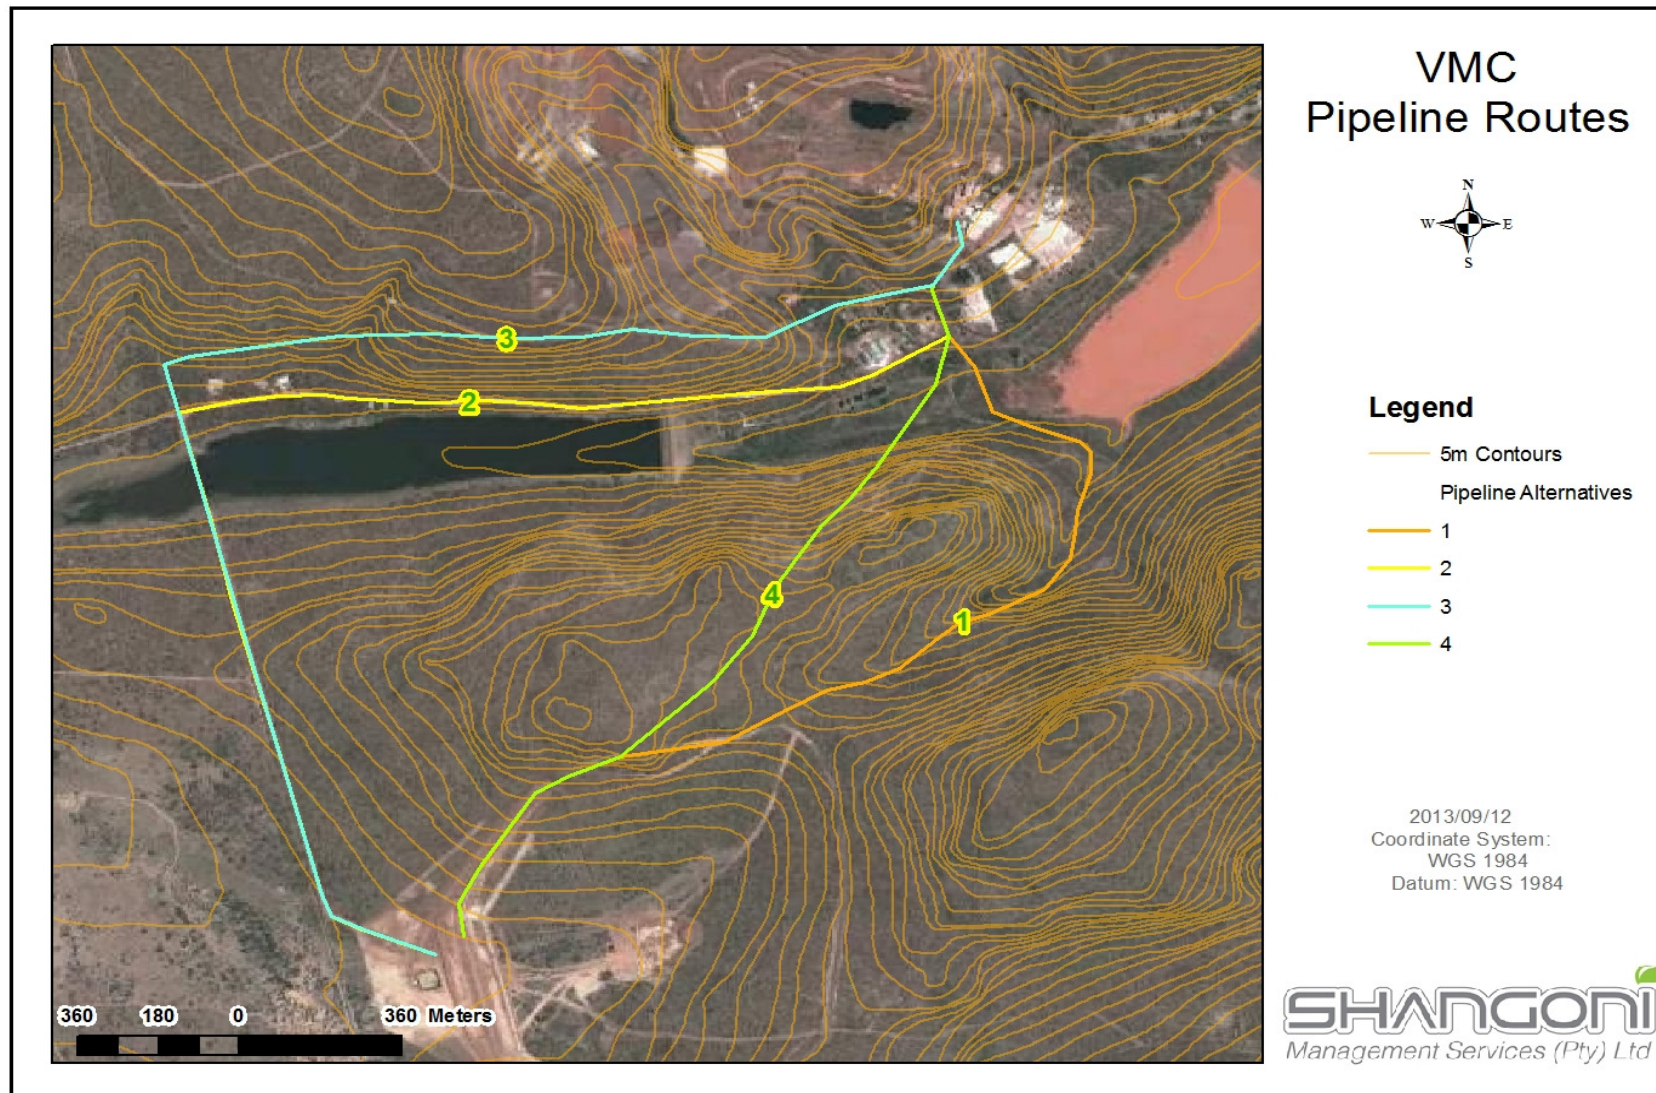 VMC
Pipeline Routes
N
W E
S
3
2
4
1
Legend
5m Contours
Pipeline Alternatives
1
2
3
4
2013/09/12
Coordinate System:
WGS 1984
Datum: WGS 1984
360 180 0 360 Meters
SHANGONI
Management Services (Pty) Ltd